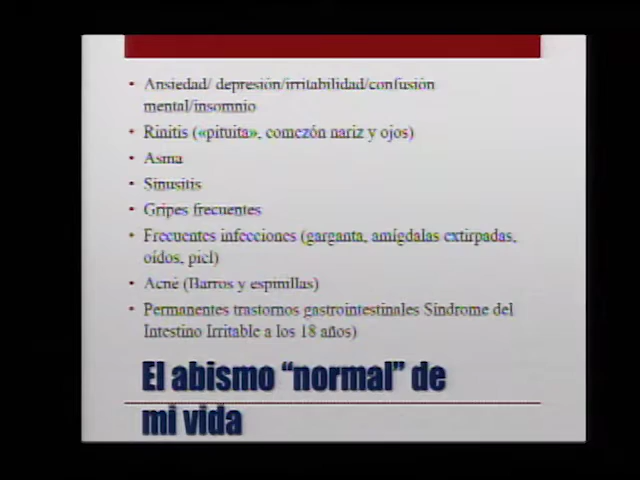 • Ansiedad/ depresión/irritabilidad/confusión
mental/insomnio
• Rinitis («pituita», comezón nariz y ojos)
• Asma
• Sinusitis
• Gripes frecuentes
• Frecuentes infecciones (garganta, amígdalas extirpadas,
oídos, piel)
• Acné (Barros y espinillas)
• Permanentes trastornos gastrointestinales Síndrome del
Intestino Irritable a los 18 años)
El abismo “normal” de
mi vida